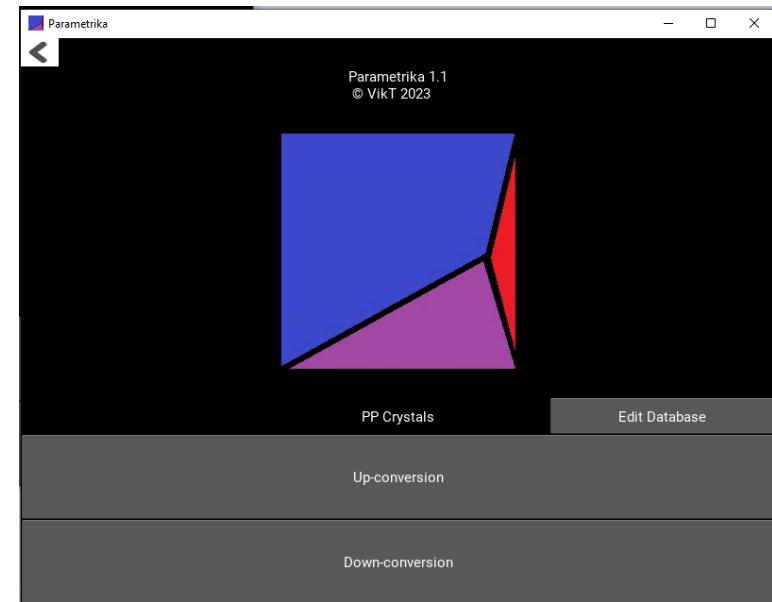 Parametrika
Parametrika 1.1
© VikT 2023
PP Crystals
Edit Database
Up-conversion
Down-conversion